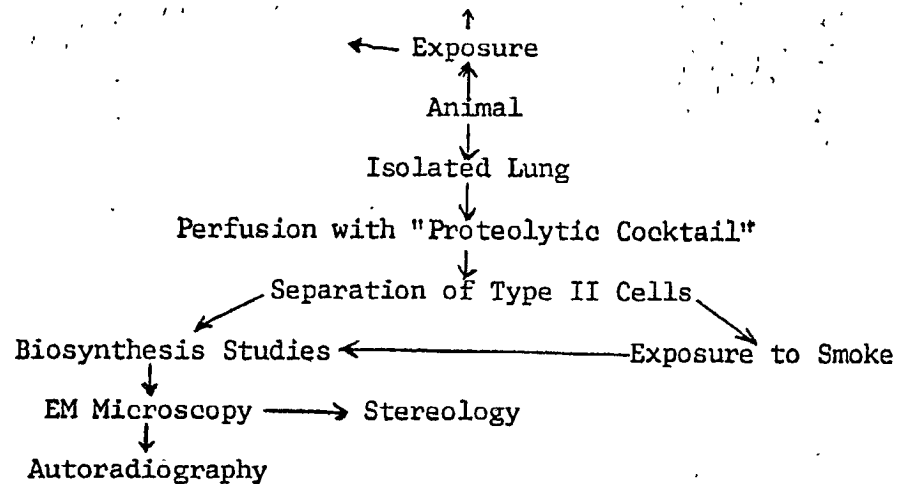 Exposure
Animal
Isolated Lung
Perfusion with "Proteolytic Cocktail"
Separation of Type II Cells
Biosynthesis Studies Exposure to Smoke
EM Microscopy Stereology
Autoradiography